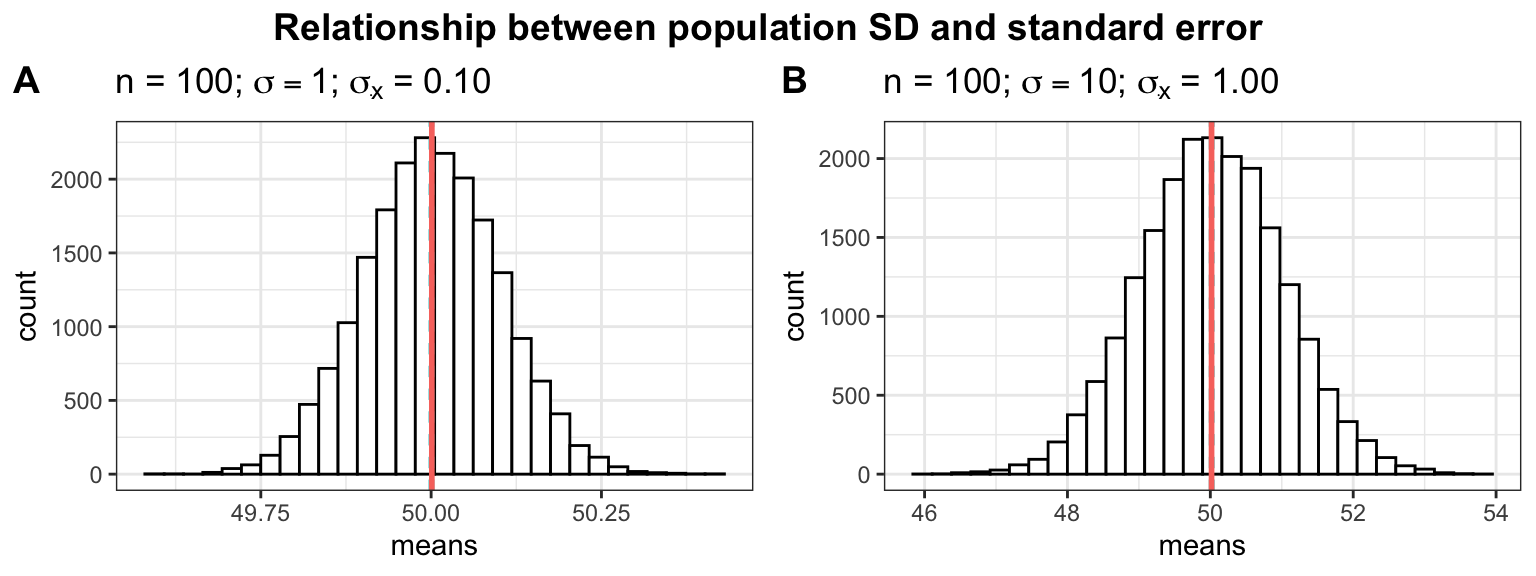 Relationship between population SD and standard error
A
n = 100; σ = 1; σx = 0.10
count
2000
1500
1000
500
0
49.75 50.00 50.25
means
B
n = 100; σ = 10; σx = 1.00
count
2000
1500
1000
500
0
46 48 50 52 54
means